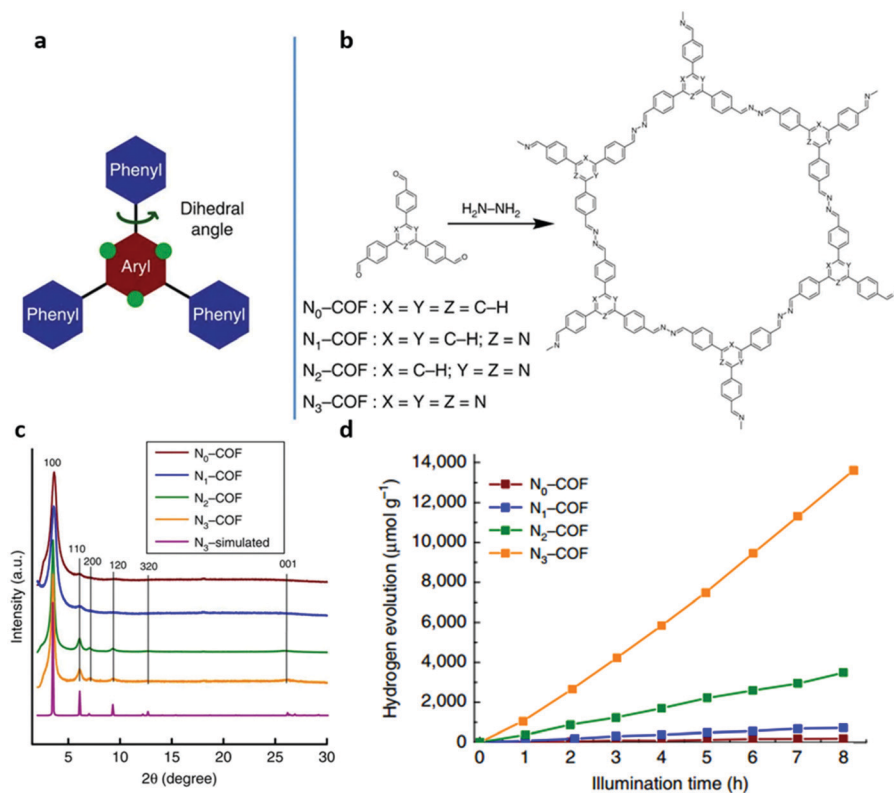 a
Phenyl
Dihedral
angle
Aryl
Phenyl
Phenyl
b
H₂N–NH₂
N₀–COF : X = Y = Z = C–H
N₁–COF : X = Y = C–H; Z = N
N₂–COF : X = C–H; Y = Z = N
N₃–COF : X = Y = Z = N
c
Intensity (a.u.)
100
110
200
120
320
001
N₀–COF
N₁–COF
N₂–COF
N₃–COF
N₃–simulated
5
10
15
20
25
30
2θ (degree)
d
Hydrogen evolution (μmol g⁻¹)
14,000
12,000
10,000
8,000
6,000
4,000
2,000
0
N₀–COF
N₁–COF
N₂–COF
N₃–COF
0
1
2
3
4
5
6
7
8
Illumination time (h)